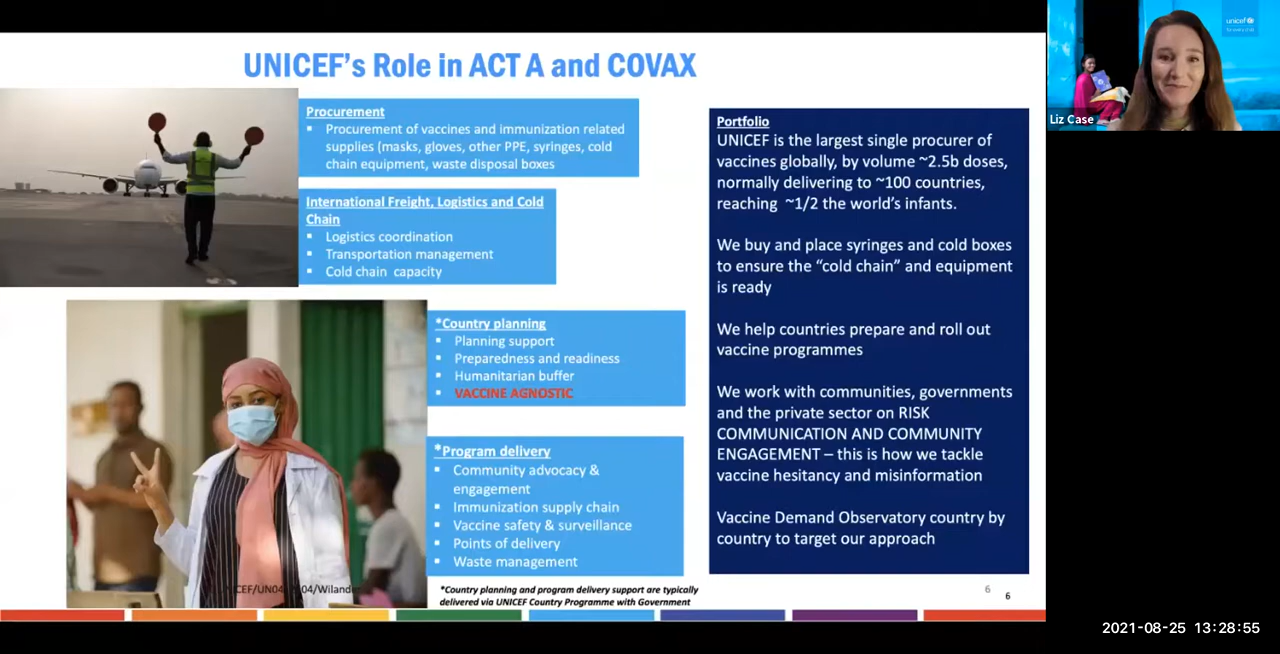 UNICEF's Role in ACT A and COVAX
Procurement
▪ Procurement of vaccines and immunization related
supplies (masks, gloves, other PPE, syringes, cold
chain equipment, waste disposal boxes
International Freight, Logistics and Cold
Chain
▪ Logistics coordination
▪ Transportation management
▪ Cold chain capacity
*Country planning
▪ Planning support
▪ Preparedness and readiness
▪ Humanitarian buffer
▪ VACCINE AGNOSTIC
*Program delivery
▪ Community advocacy &
engagement
▪ Immunization supply chain
▪ Vaccine safety & surveillance
▪ Points of delivery
▪ Waste management
*Country planning and program delivery support are typically
delivered via UNICEF Country Programme with Government
Portfolio
UNICEF is the largest single procurer of
vaccines globally, by volume ~2.5b doses,
normally delivering to ~100 countries,
reaching ~1/2 the world's infants.
We buy and place syringes and cold boxes
to ensure the “cold chain” and equipment
is ready
We help countries prepare and roll out
vaccine programmes
We work with communities, governments
and the private sector on RISK
COMMUNICATION AND COMMUNITY
ENGAGEMENT – this is how we tackle
vaccine hesitancy and misinformation
Vaccine Demand Observatory country by
country to target our approach
6
6
unicef
Liz Case
2021-08-25 13:28:55